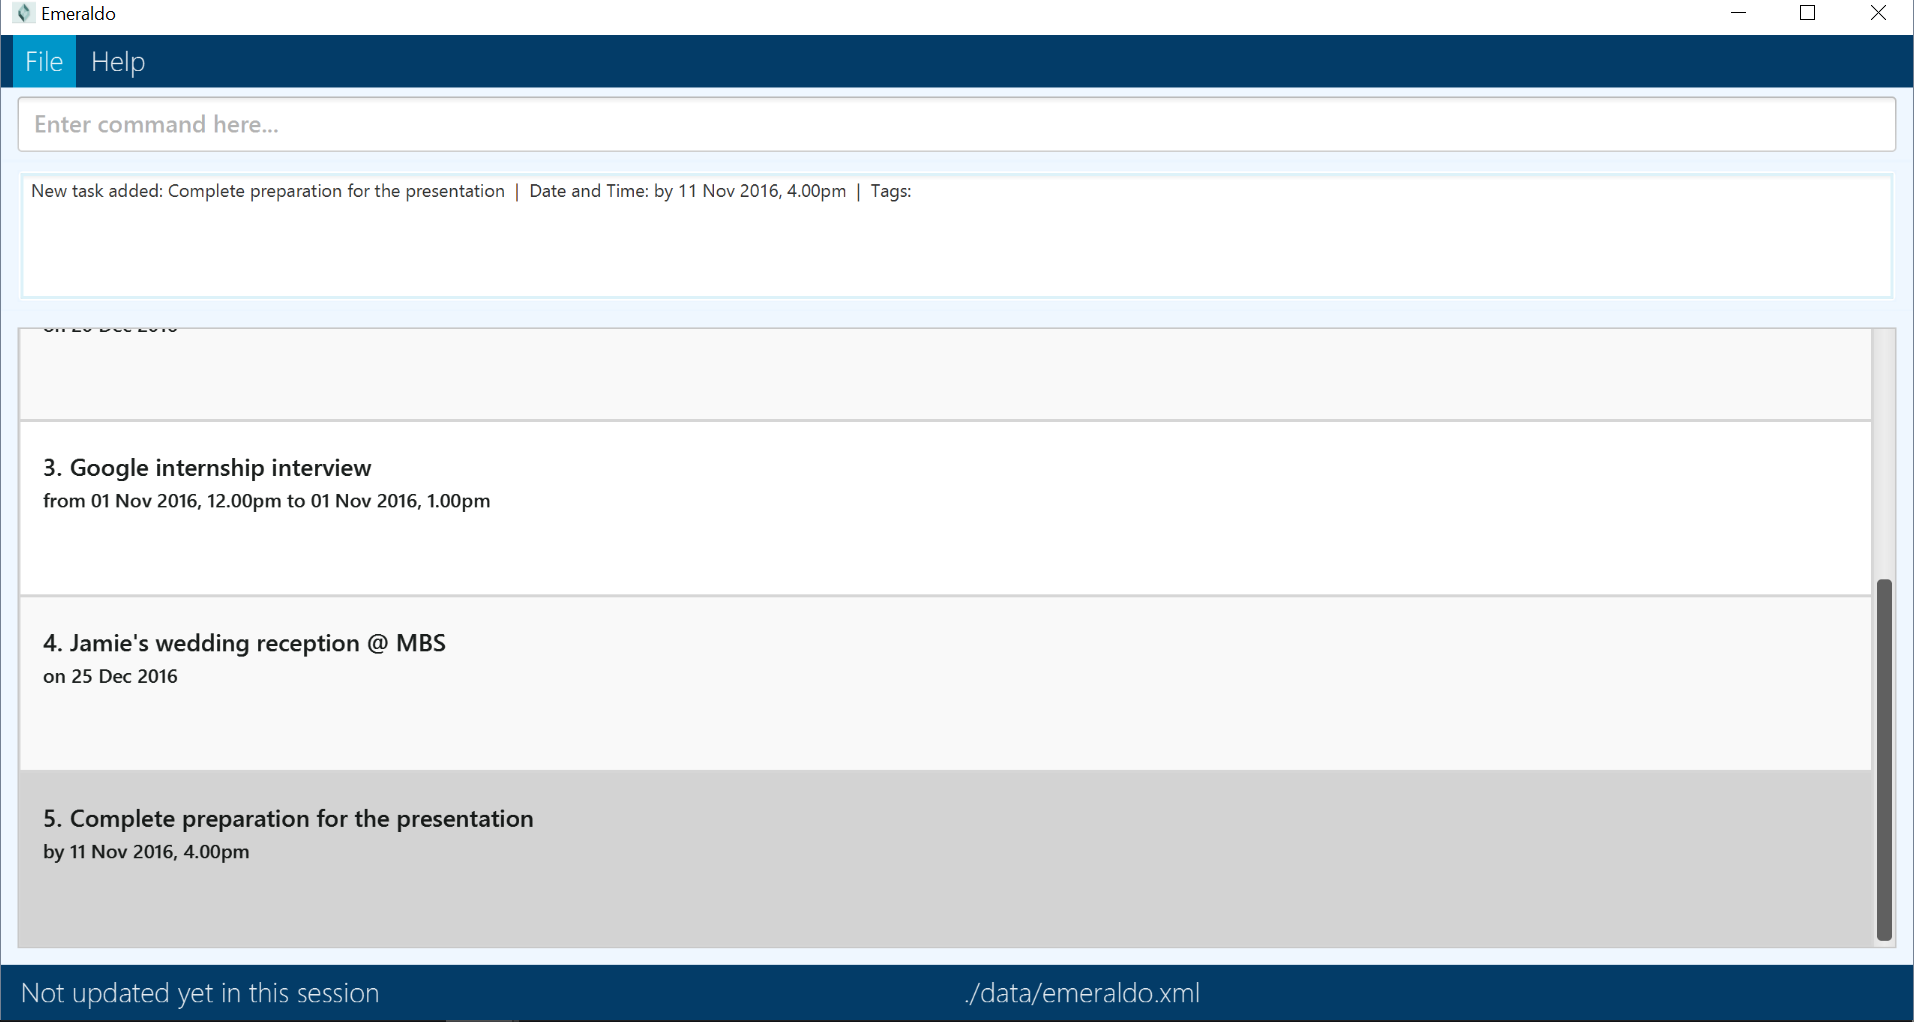 Emeraldo
File Help
Enter command here...
New task added: Complete preparation for the presentation | Date and Time: by 11 Nov 2016, 4.00pm | Tags:
3. Google internship interview
from 01 Nov 2016, 12.00pm to 01 Nov 2016, 1.00pm
4. Jamie's wedding reception @ MBS
on 25 Dec 2016
5. Complete preparation for the presentation
by 11 Nov 2016, 4.00pm
Not updated yet in this session
./data/emeraldo.xml